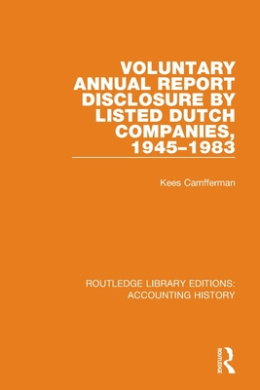 VOLUNTARY
ANNUAL REPORT
DISCLOSURE BY
LISTED DUTCH
COMPANIES,
1945–1983
Kees Camfferman
ROUTLEDGE LIBRARY EDITIONS:
ACCOUNTING HISTORY
Routledge